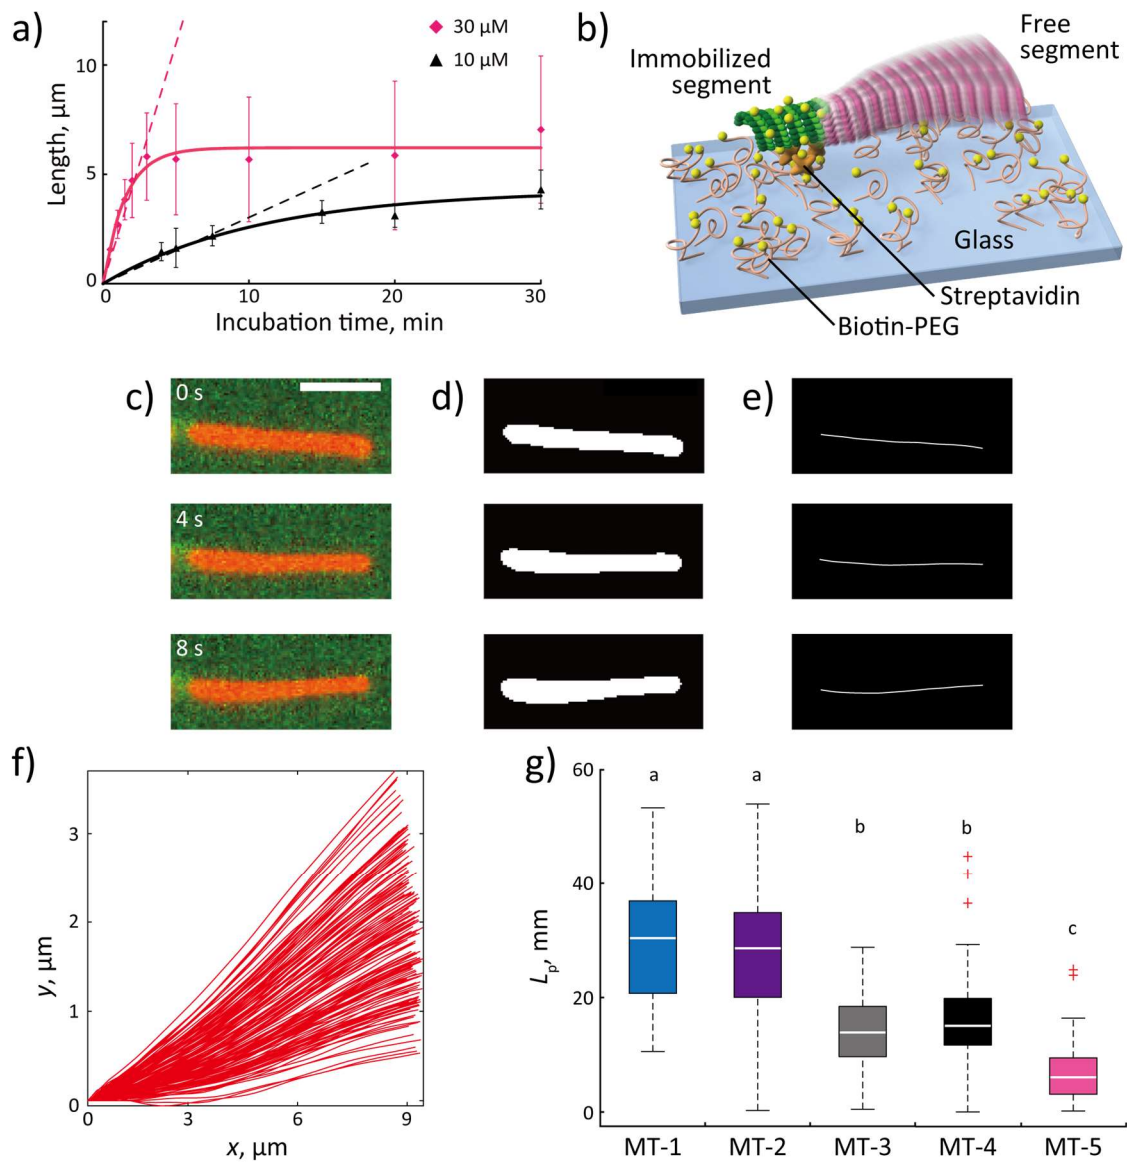 a)
Length, μm
10
5
0
30 μM
10 μM
0
10
20
30
Incubation time, min
b)
Immobilized
segment
Free
segment
Glass
Streptavidin
Biotin-PEG
c)
0 s
4 s
8 s
d)
e)
f)
y, μm
3
2
1
0
0
3
6
9
x, μm
g)
Lp, mm
60
40
20
0
a
a
b
b
c
MT-1
MT-2
MT-3
MT-4
MT-5